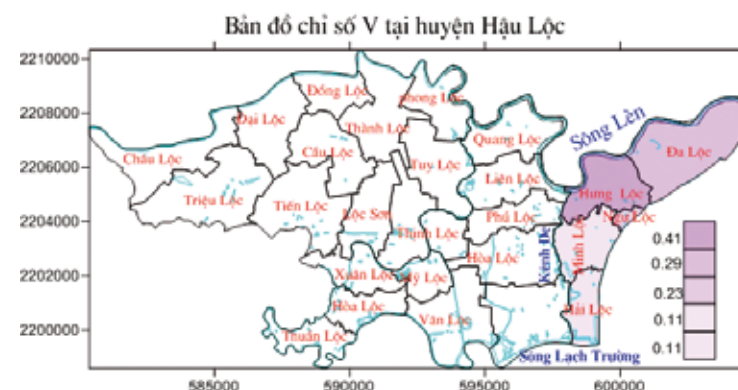 Bản đồ chỉ số V tại huyện Hậu Lộc
2210000
2208000
2206000
2204000
2202000
2200000
585000
590000
595000
600000
Đồng Lộc
Phong Lộc
Đại Lộc
Thành Lộc
Quang Lộc
Sông Lèn
Châu Lộc
Cầu Lộc
Tuy Lộc
Đa Lộc
Triệu Lộc
Liên Lộc
Hưng Lộc
Tiến Lộc
Lộc Sơn
Phú Lộc
Ngư Lộc
Thịnh Lộc
Minh Lộc
Hòa Lộc
Kênh De
Xuân Lộc
Mỹ Lộc
Hòa Lộc
Văn Lộc
Hải Lộc
Thuần Lộc
Sông Lạch Trường
0.41
0.29
0.23
0.11
0.11